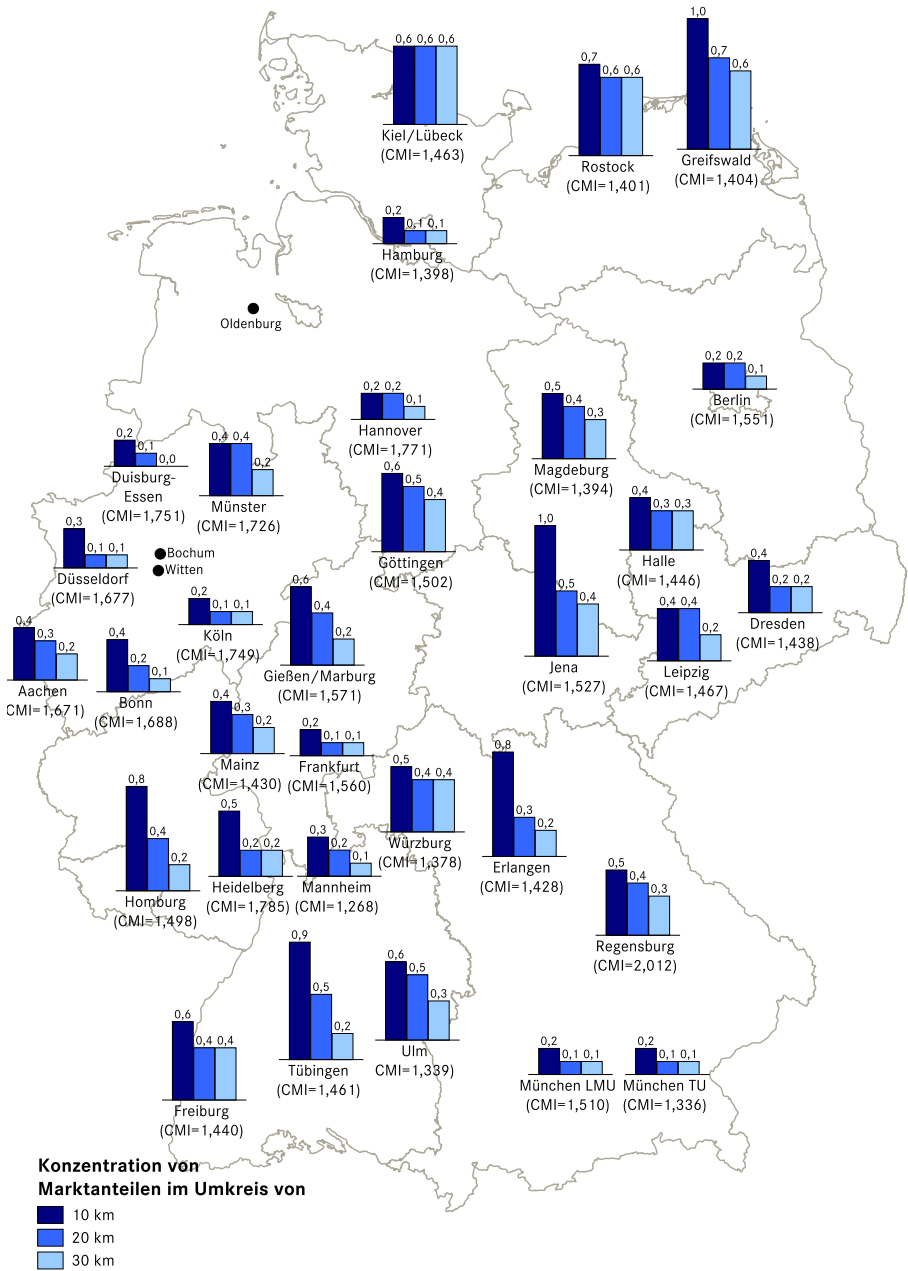 0,6 0,6 0,6
Kiel/Lübeck
(CMI=1,463)
0,7 0,6 0,6
Rostock
(CMI=1,401)
1,0 0,7 0,6
Greifswald
(CMI=1,404)
0,2 0,1 0,1
Hamburg
(CMI=1,398)
Oldenburg
0,2 0,2 0,1
Berlin
(CMI=1,551)
0,2 0,2 0,1
Hannover
(CMI=1,771)
0,5 0,4 0,3
Magdeburg
(CMI=1,394)
0,2 0,1 0,0
Duisburg-
Essen
(CMI=1,751)
0,4 0,4 0,2
Münster
(CMI=1,726)
0,6 0,5 0,4
Göttingen
(CMI=1,502)
0,4 0,3 0,3
Halle
(CMI=1,446)
0,3 0,1 0,1
Düsseldorf
(CMI=1,677)
Bochum
Witten
1,0 0,5 0,4
Jena
(CMI=1,527)
0,4 0,2 0,2
Dresden
(CMI=1,438)
0,2 0,1 0,1
Köln
(CMI=1,749)
0,6 0,4 0,2
Gießen/Marburg
(CMI=1,571)
0,4 0,4 0,2
Leipzig
(CMI=1,467)
0,4 0,3 0,2
Aachen
CMI=1,671)
0,4 0,2 0,1
Bonn
(CMI=1,688)
0,4 0,3 0,2
Mainz
(CMI=1,430)
0,2 0,1 0,1
Frankfurt
(CMI=1,560)
0,5 0,4 0,4
Würzburg
(CMI=1,378)
0,8 0,3 0,2
Erlangen
(CMI=1,428)
0,8 0,4 0,2
Homburg
(CMI=1,498)
0,5 0,2 0,2
Heidelberg
(CMI=1,785)
0,3 0,2 0,1
Mannheim
(CMI=1,268)
0,5 0,4 0,3
Regensburg
(CMI=2,012)
0,9 0,5 0,2
Tübingen
(CMI=1,461)
0,6 0,5 0,3
Ulm
CMI=1,339)
0,6 0,4 0,4
Freiburg
(CMI=1,440)
0,2 0,1 0,1
München LMU
(CMI=1,510)
0,2 0,1 0,1
München TU
(CMI=1,336)
Konzentration von
Marktanteilen im Umkreis von
10 km
20 km
30 km